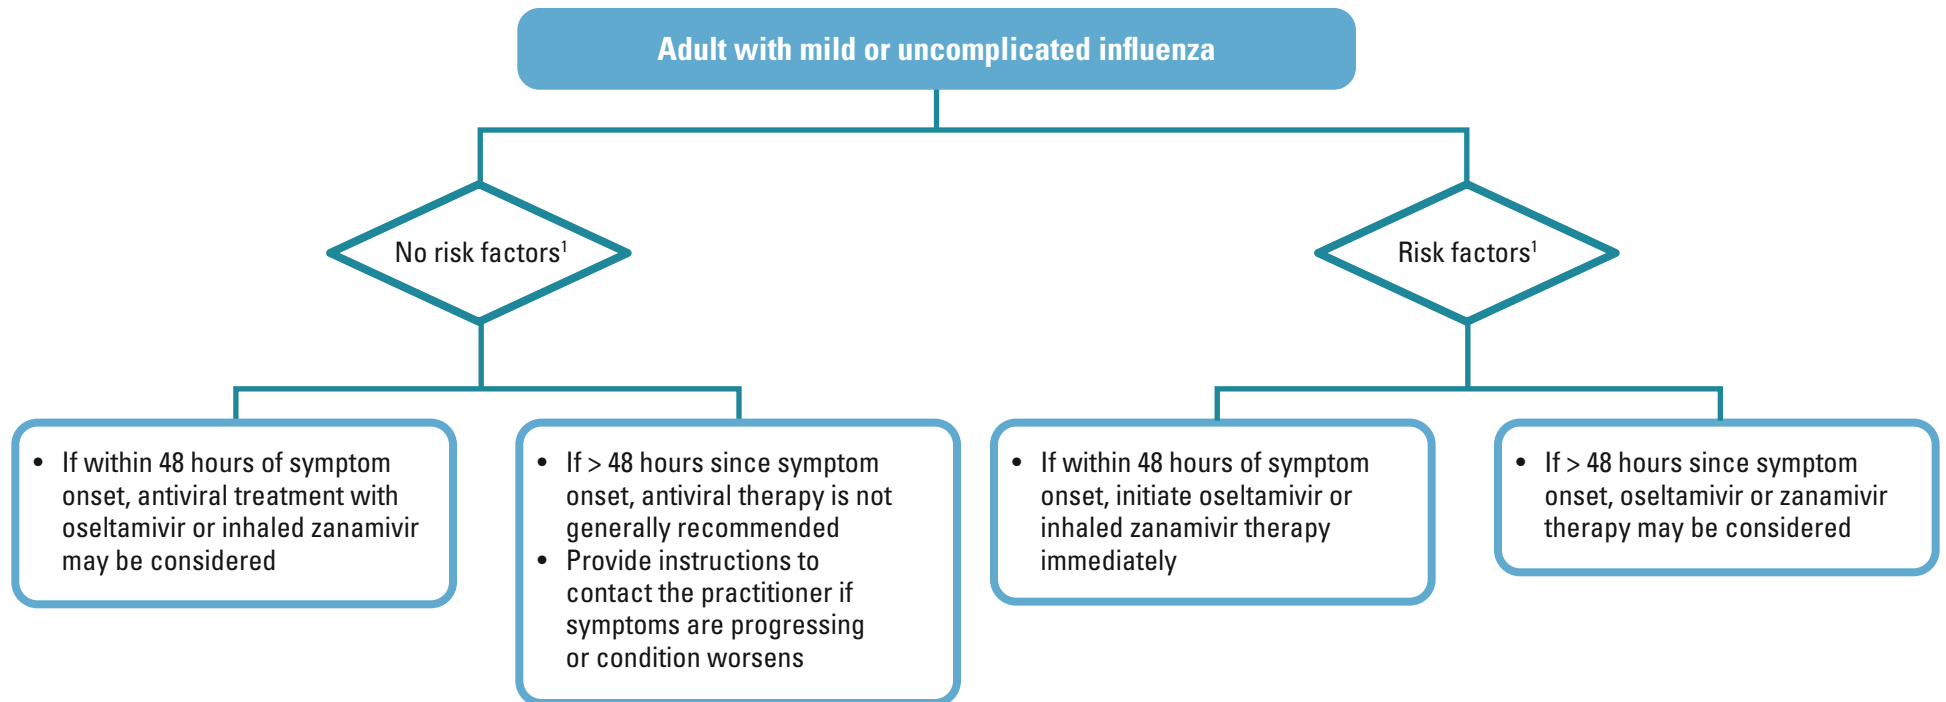 Adult with mild or uncomplicated influenza
No risk factors¹
Risk factors¹
• If within 48 hours of symptom
onset, antiviral treatment with
oseltamivir or inhaled zanamivir
may be considered
• If > 48 hours since symptom
onset, antiviral therapy is not
generally recommended
• Provide instructions to
contact the practitioner if
symptoms are progressing
or condition worsens
• If within 48 hours of symptom
onset, initiate oseltamivir or
inhaled zanamivir therapy
immediately
• If > 48 hours since symptom
onset, oseltamivir or zanamivir
therapy may be considered